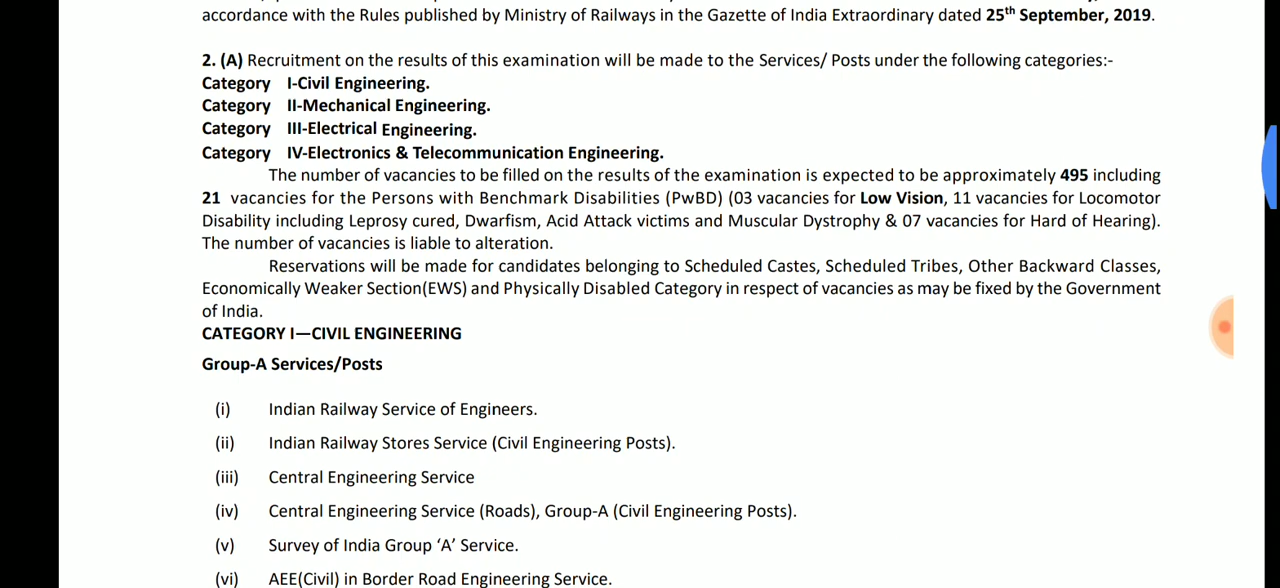 accordance with the Rules published by Ministry of Railways in the Gazette of India Extraordinary dated 25th September, 2019.
2. (A) Recruitment on the results of this examination will be made to the Services/ Posts under the following categories:-
Category I-Civil Engineering.
Category II-Mechanical Engineering.
Category III-Electrical Engineering.
Category IV-Electronics & Telecommunication Engineering.
The number of vacancies to be filled on the results of the examination is expected to be approximately 495 including
21 vacancies for the Persons with Benchmark Disabilities (PwBD) (03 vacancies for Low Vision, 11 vacancies for Locomotor
Disability including Leprosy cured, Dwarfism, Acid Attack victims and Muscular Dystrophy & 07 vacancies for Hard of Hearing).
The number of vacancies is liable to alteration.
Reservations will be made for candidates belonging to Scheduled Castes, Scheduled Tribes, Other Backward Classes,
Economically Weaker Section(EWS) and Physically Disabled Category in respect of vacancies as may be fixed by the Government
of India.
CATEGORY I—CIVIL ENGINEERING
Group-A Services/Posts
(i) Indian Railway Service of Engineers.
(ii) Indian Railway Stores Service (Civil Engineering Posts).
(iii) Central Engineering Service
(iv) Central Engineering Service (Roads), Group-A (Civil Engineering Posts).
(v) Survey of India Group ‘A’ Service.
(vi) AEE(Civil) in Border Road Engineering Service.